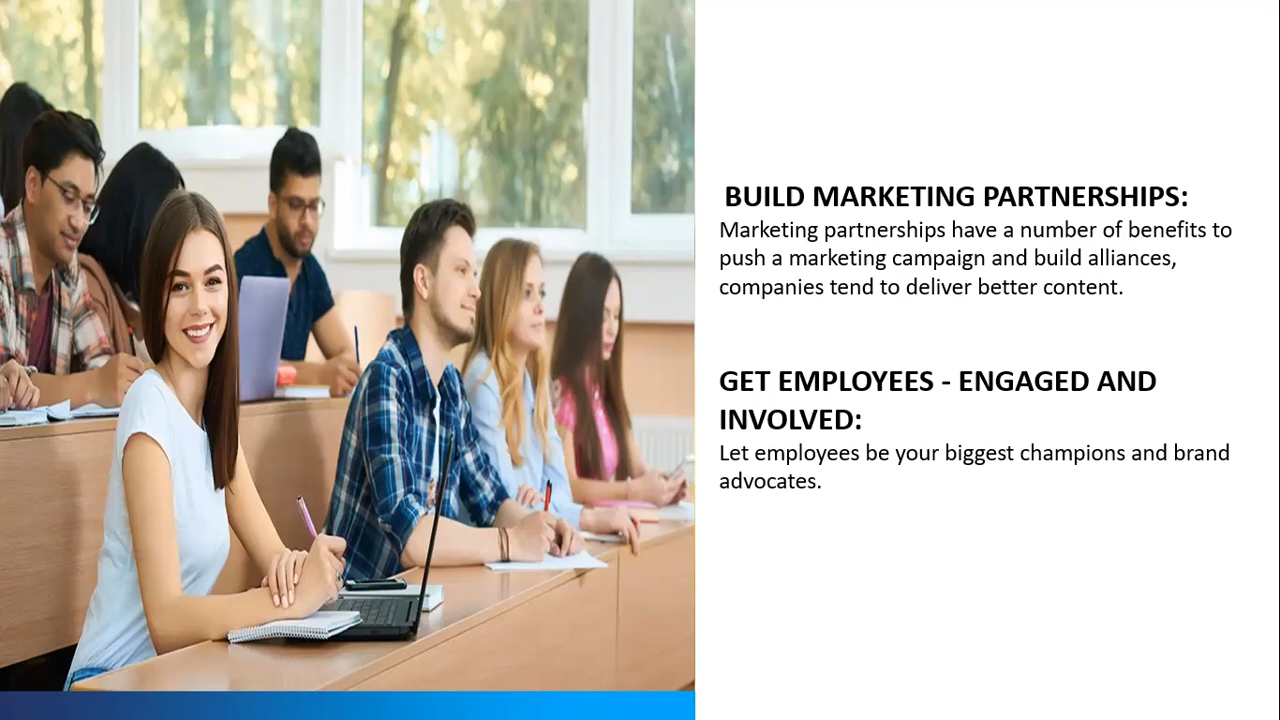 BUILD MARKETING PARTNERSHIPS:
Marketing partnerships have a number of benefits to
push a marketing campaign and build alliances,
companies tend to deliver better content.
GET EMPLOYEES - ENGAGED AND
INVOLVED:
Let employees be your biggest champions and brand
advocates.